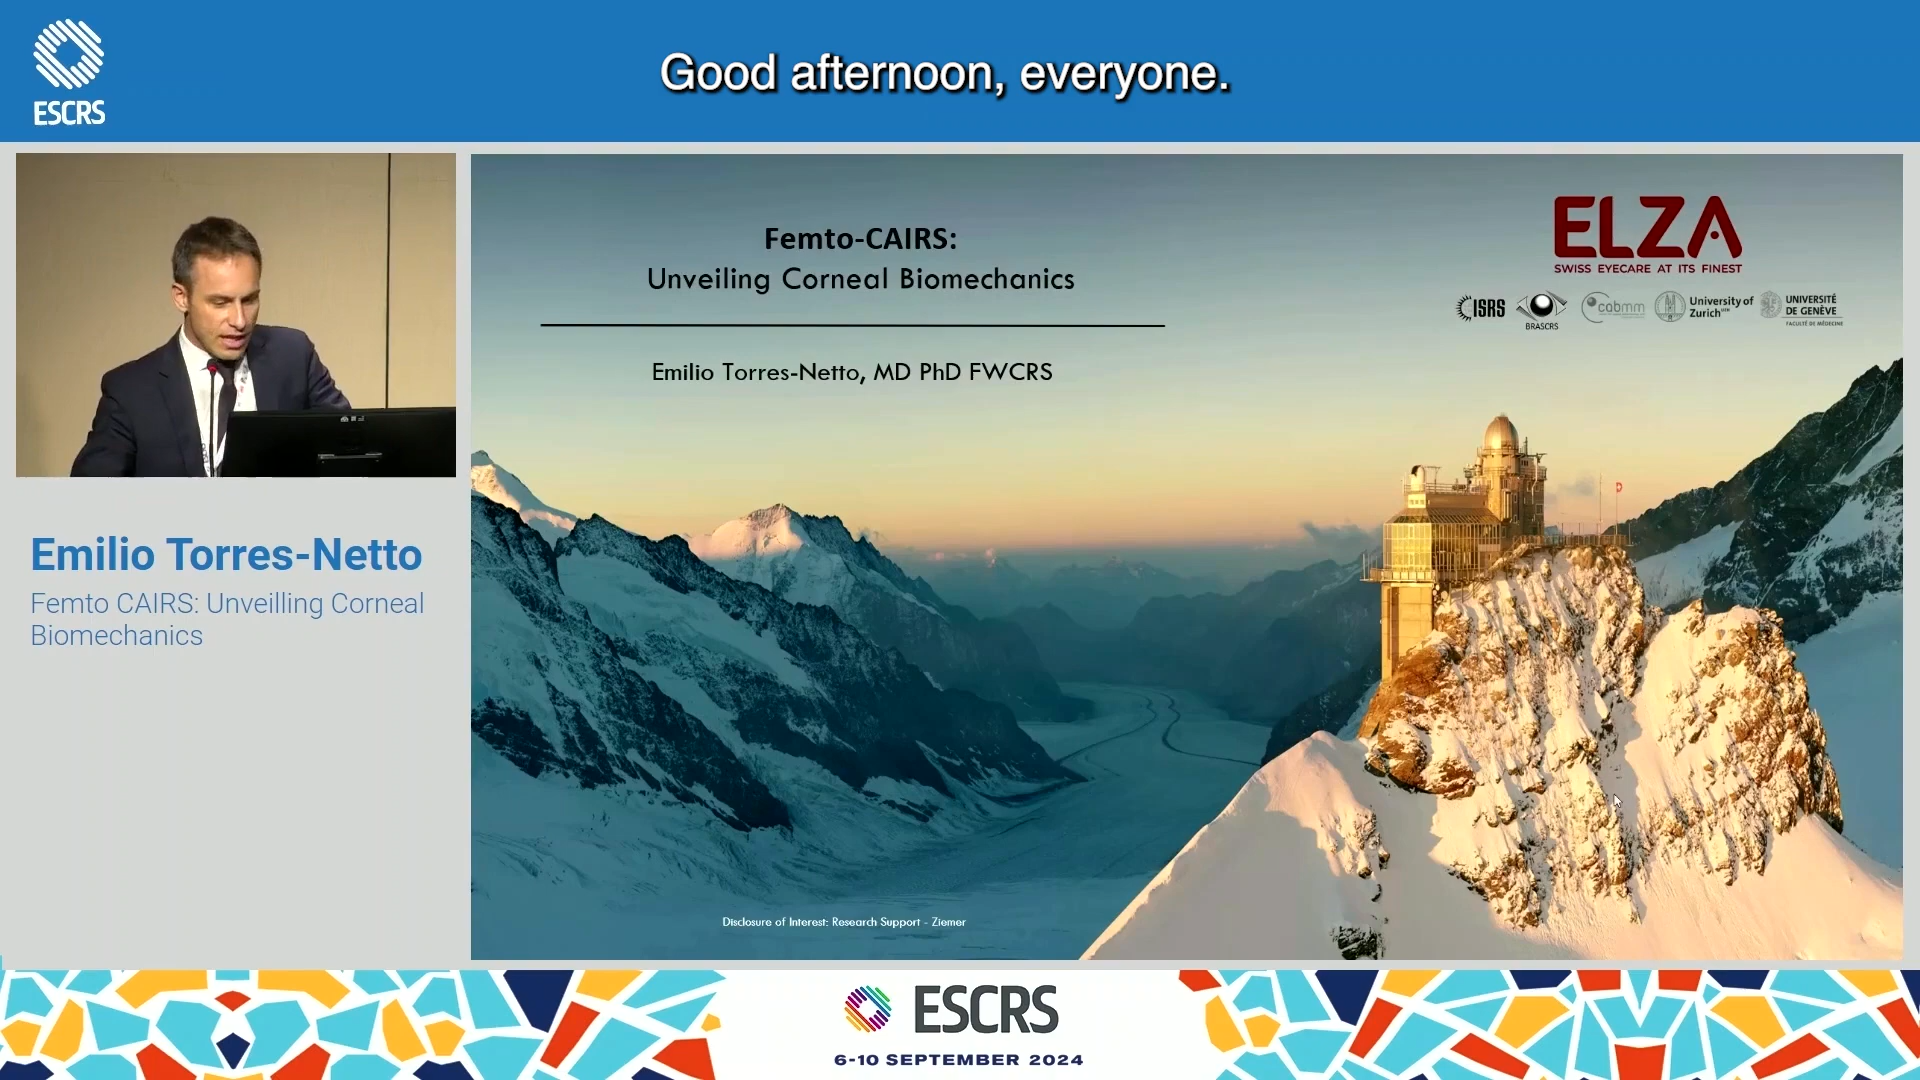 Good afternoon, everyone.
ESCRS
Femto-CAIRS:
Unveiling Corneal Biomechanics
Emilio Torres-Netto, MD PhD FWCRS
ELZA
SWISS EYECARE AT ITS FINEST
ISRS
BRASCRS
cabmm
University of
Zurich
UNIVERSITÉ
DE GENÈVE
FACULTÉ DE MÉDECINE
Emilio Torres-Netto
Femto CAIRS: Unveilling Corneal
Biomechanics
Disclosure of Interest: Research Support - Ziemer
ESCRS
6-10 SEPTEMBER 2024